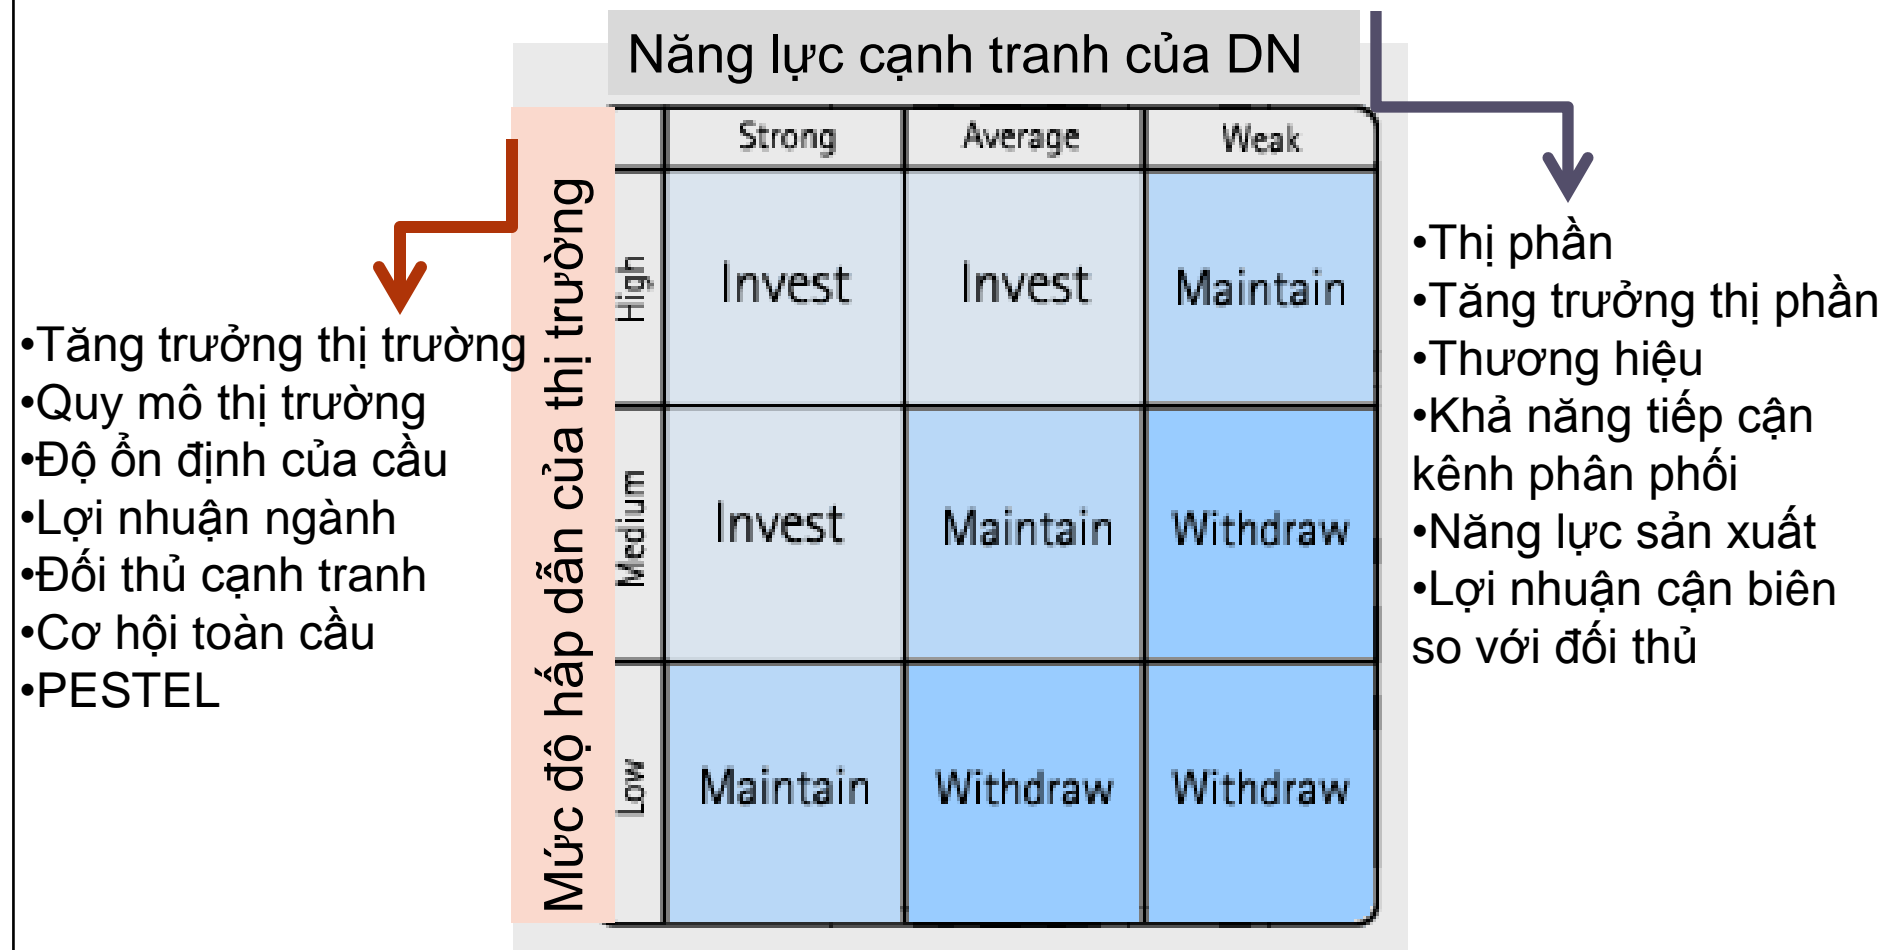 Năng lực cạnh tranh của DN
Strong
Average
Weak
Mức độ hấp dẫn của thị trường
High
Invest
Invest
Maintain
Medium
Invest
Maintain
Withdraw
Low
Maintain
Withdraw
Withdraw
•Tăng trưởng thị trường
•Quy mô thị trường
•Độ ổn định của cầu
•Lợi nhuận ngành
•Đối thủ cạnh tranh
•Cơ hội toàn cầu
•PESTEL
•Thị phần
•Tăng trưởng thị phần
•Thương hiệu
•Khả năng tiếp cận
kênh phân phối
•Năng lực sản xuất
•Lợi nhuận cận biên
so với đối thủ